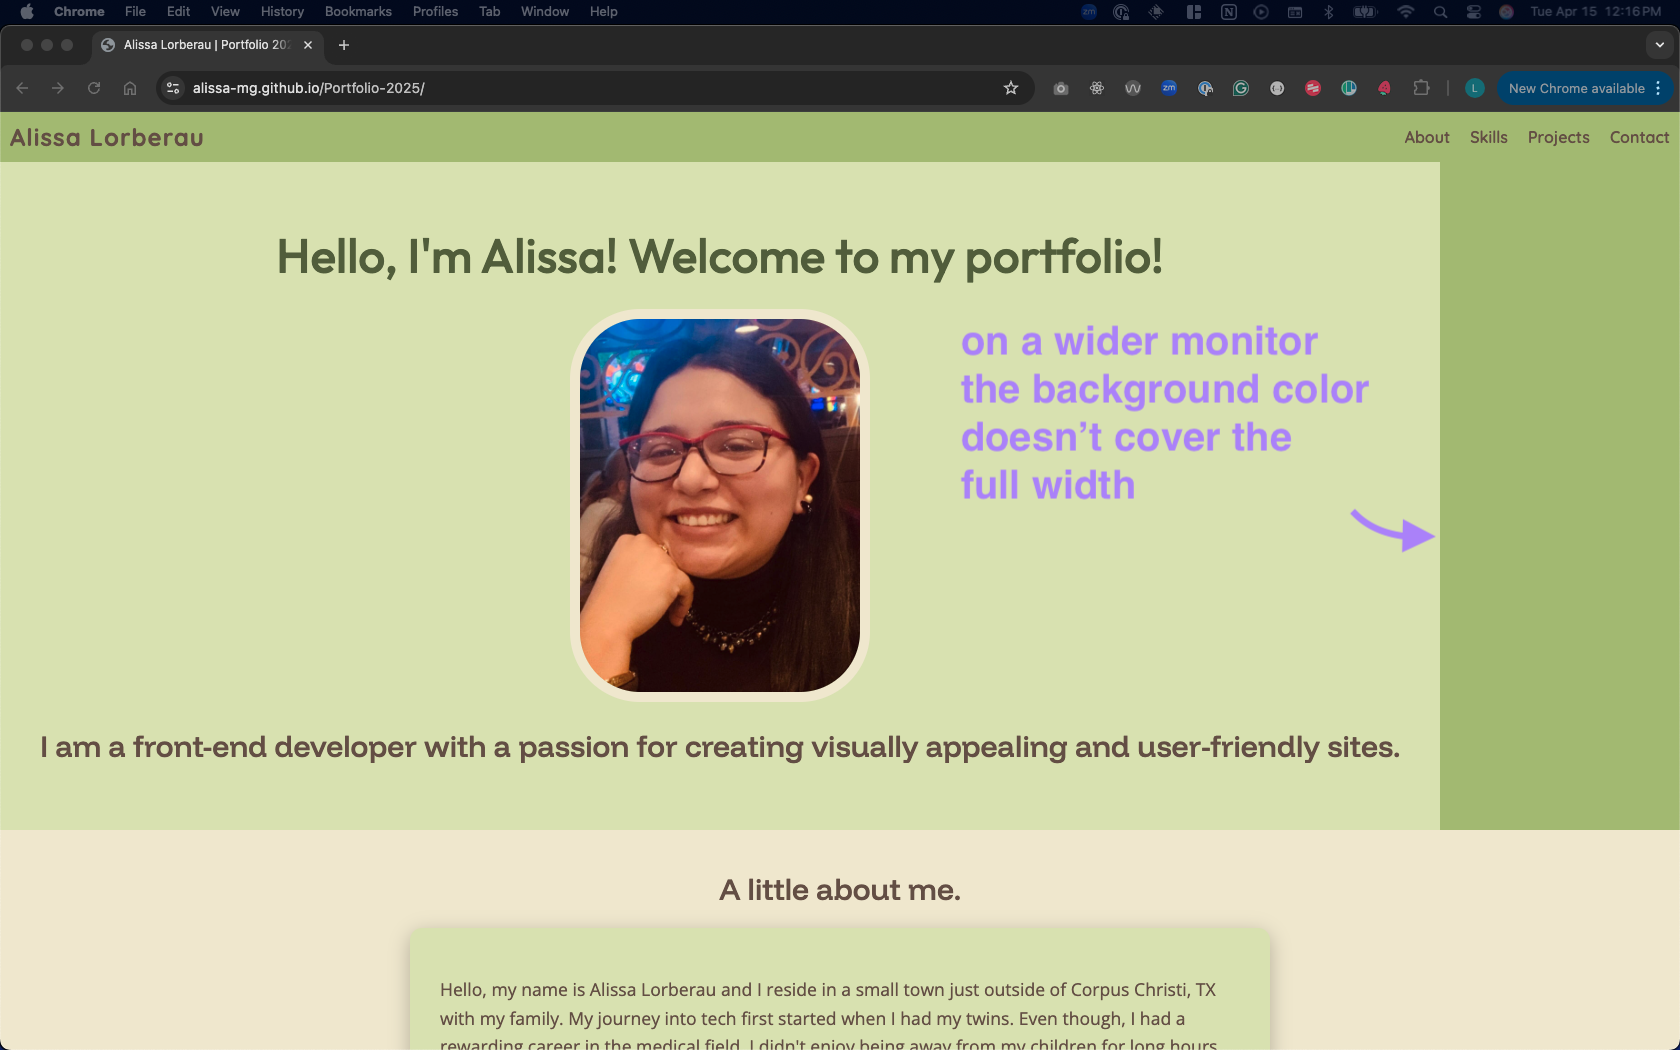 Chrome File Edit View History Bookmarks Profiles Tab Window Help
zm
N
Tue Apr 15 12:16 PM
Alissa Lorberau | Portfolio 202
alissa-mg.github.io/Portfolio-2025/
zm
L
New Chrome available
Alissa Lorberau
About Skills Projects Contact
Hello, I'm Alissa! Welcome to my portfolio!
on a wider monitor
the background color
doesn't cover the
full width
I am a front-end developer with a passion for creating visually appealing and user-friendly sites.
A little about me.
Hello, my name is Alissa Lorberau and I reside in a small town just outside of Corpus Christi, TX
with my family. My journey into tech first started when I had my twins. Even though, I had a
rewarding career in the medical field, I didn't enjoy being away from my children for long hours